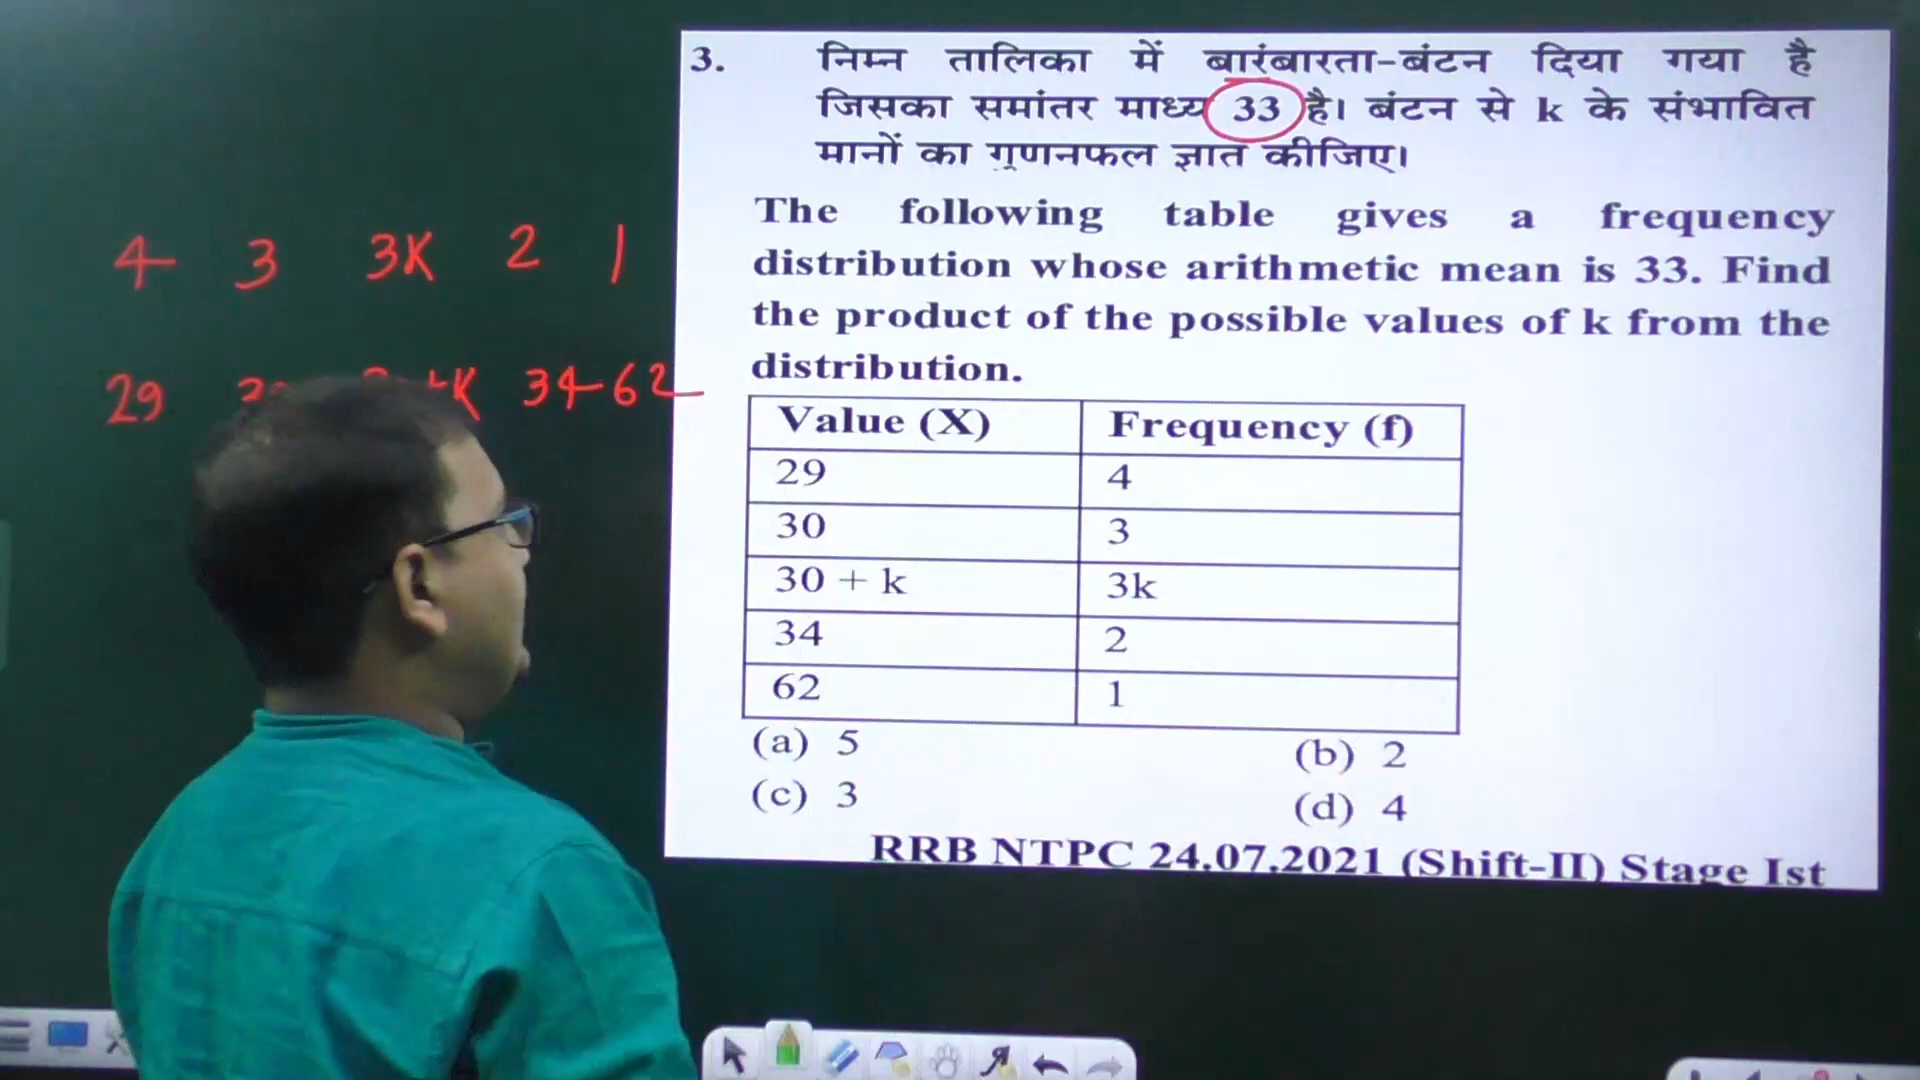 3. निम्न तालिका में बारंबारता-बंटन दिया गया है
जिसका समांतर माध्य 33 है। बंटन से k के संभावित
मानों का गुणनफल ज्ञात कीजिए।
The following table gives a frequency
distribution whose arithmetic mean is 33. Find
the product of the possible values of k from the
distribution.
Value (X) Frequency (f)
29 4
30 3
30 + k 3k
34 2
62 1
(a) 5 (b) 2
(c) 3 (d) 4
RRB NTPC 24.07.2021 (Shift-II) Stage Ist
4 3 3K 2 1
29 34 62